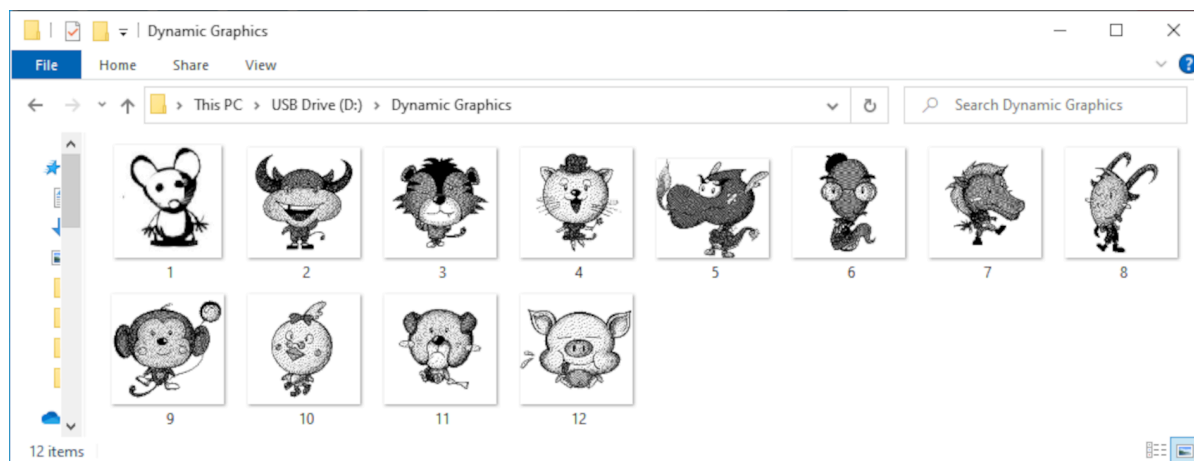 Dynamic Graphics
File Home Share View
This PC > USB Drive (D:) > Dynamic Graphics
Search Dynamic Graphics
1 2 3 4 5 6 7 8
9 10 11 12
12 items